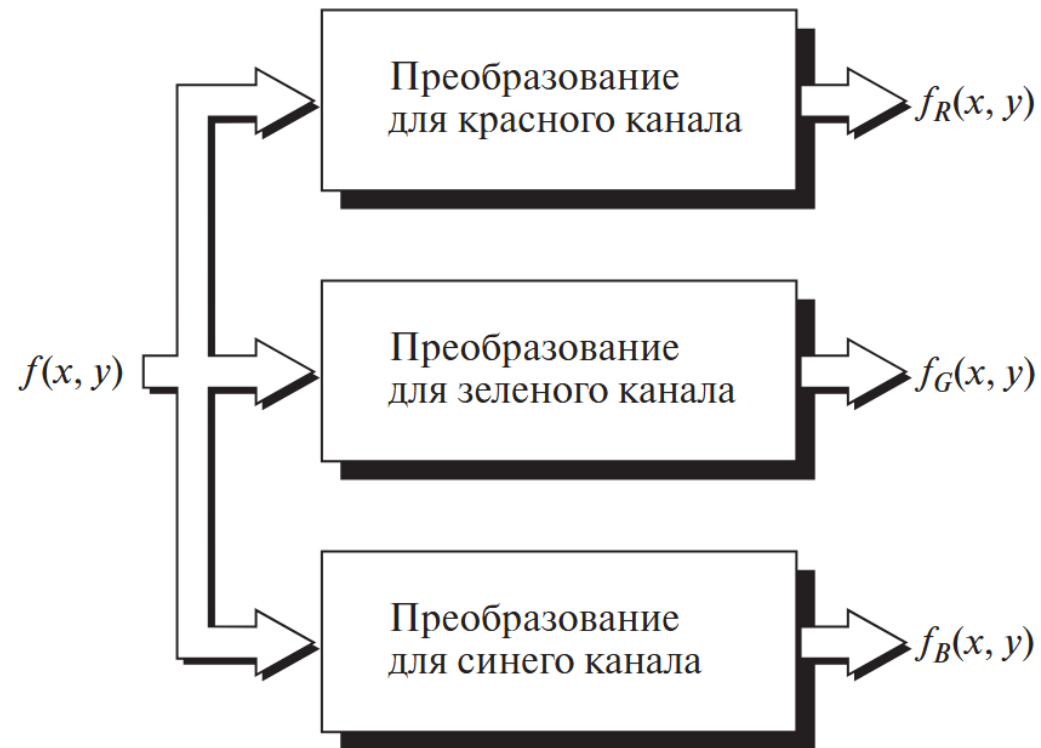 Преобразование
для красного канала
f_R(x, y)
f(x, y)
Преобразование
для зеленого канала
f_G(x, y)
Преобразование
для синего канала
f_B(x, y)